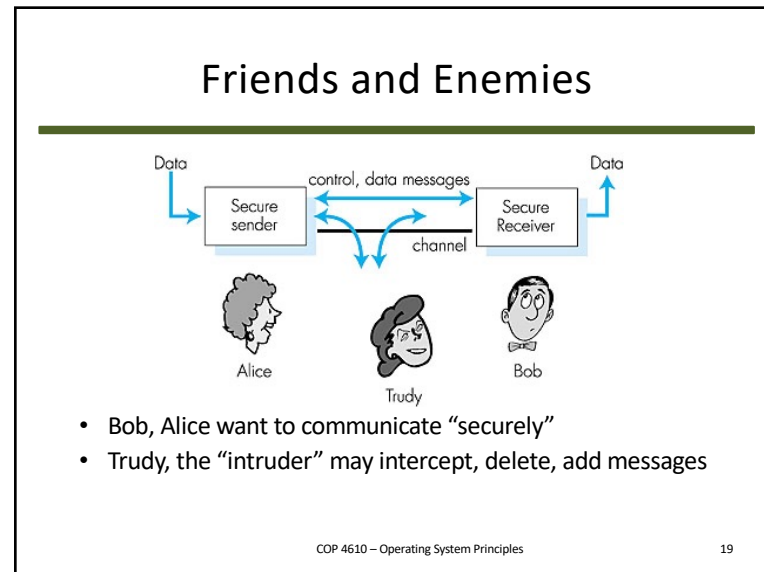 Friends and Enemies
Data
Data
control, data messages
Secure
sender
Secure
Receiver
channel
Alice
Trudy
Bob
• Bob, Alice want to communicate “securely”
• Trudy, the “intruder” may intercept, delete, add messages
COP 4610 – Operating System Principles
19